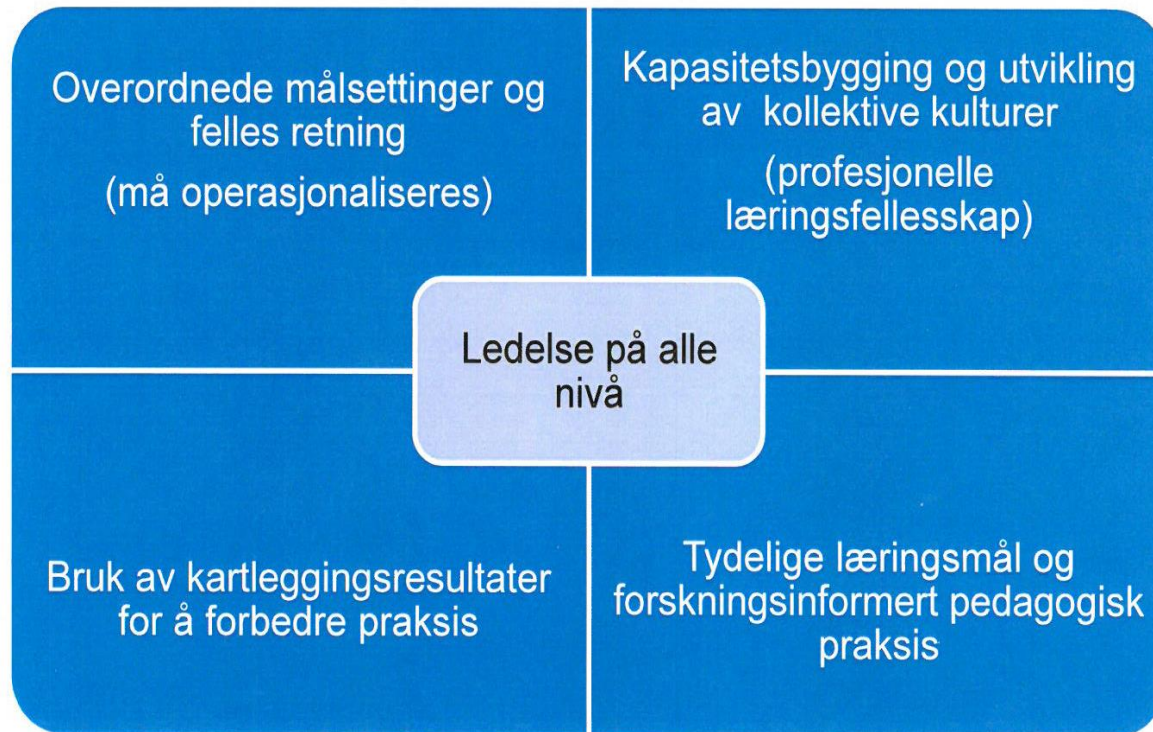 Overordnede målsettinger og
felles retning
(må operasjonaliseres)
Kapasitetsbygging og utvikling
av kollektive kulturer
(profesjonelle
læringsfellesskap)
Ledelse på alle
nivå
Bruk av kartleggingsresultater
for å forbedre praksis
Tydelige læringsmål og
forskningsinformert pedagogisk
praksis